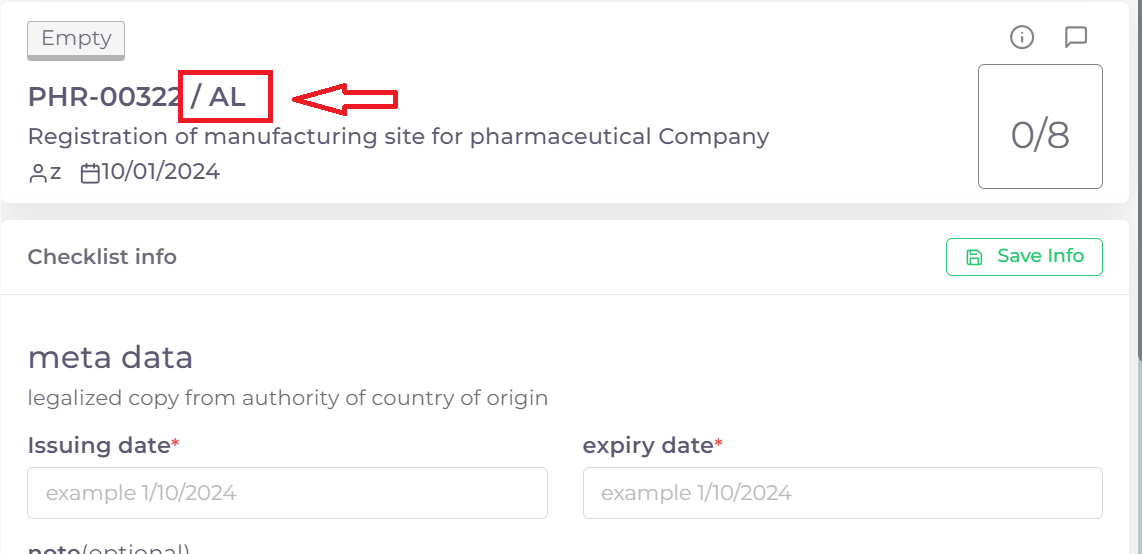 Empty
PHR-00322 / AL
0/8
Registration of manufacturing site for pharmaceutical Company
z 10/01/2024
Checklist info
Save Info
meta data
legalized copy from authority of country of origin
Issuing date* expiry date*
example 1/10/2024 example 1/10/2024
note(optional)